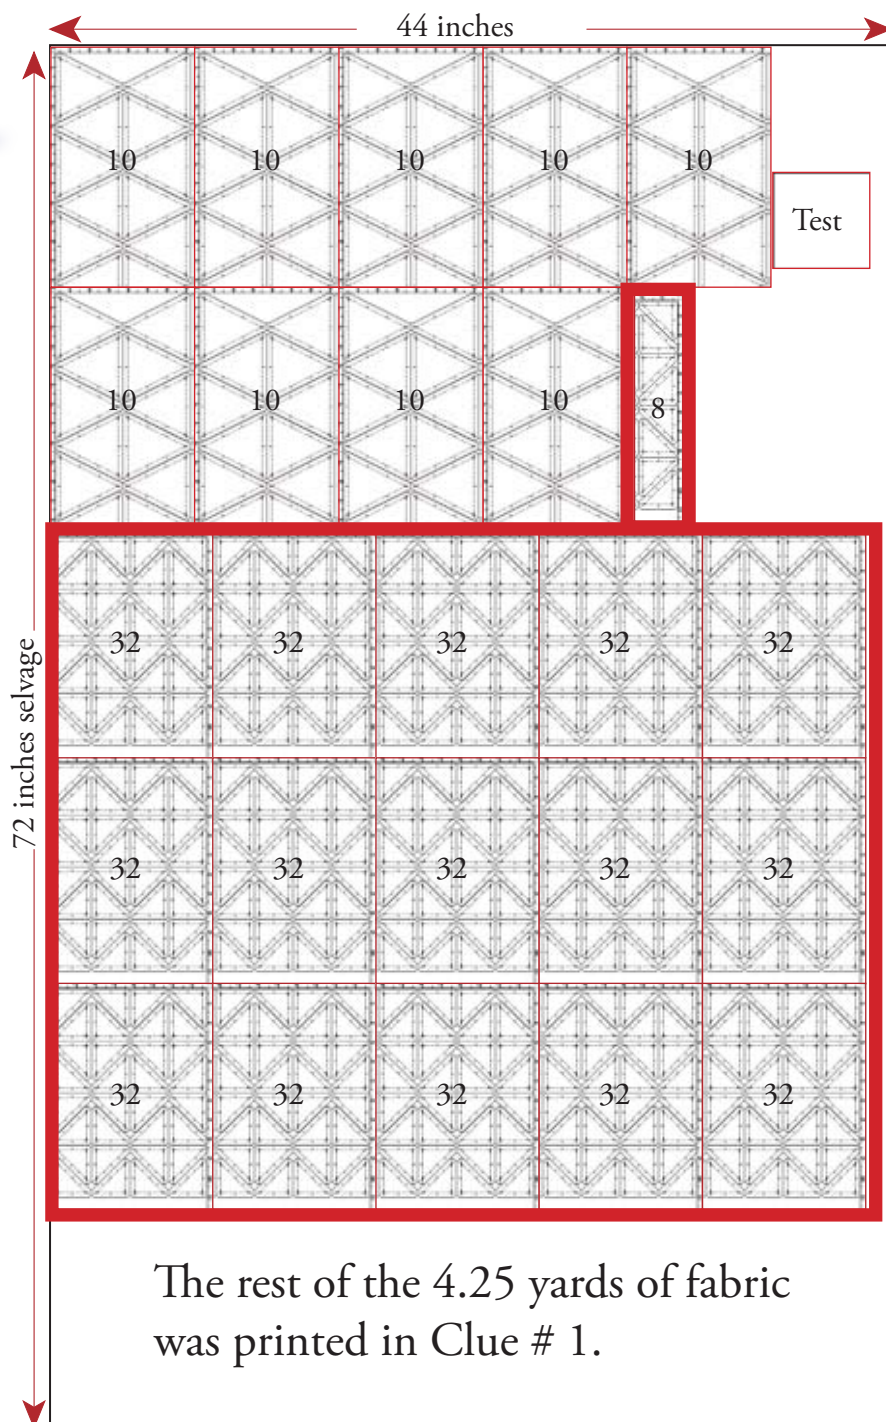 44 inches
10 10 10 10 10
Test
10 10 10 10
8
72 inches selvage
32 32 32 32 32
32 32 32 32 32
32 32 32 32 32
The rest of the 4.25 yards of fabric
was printed in Clue # 1.